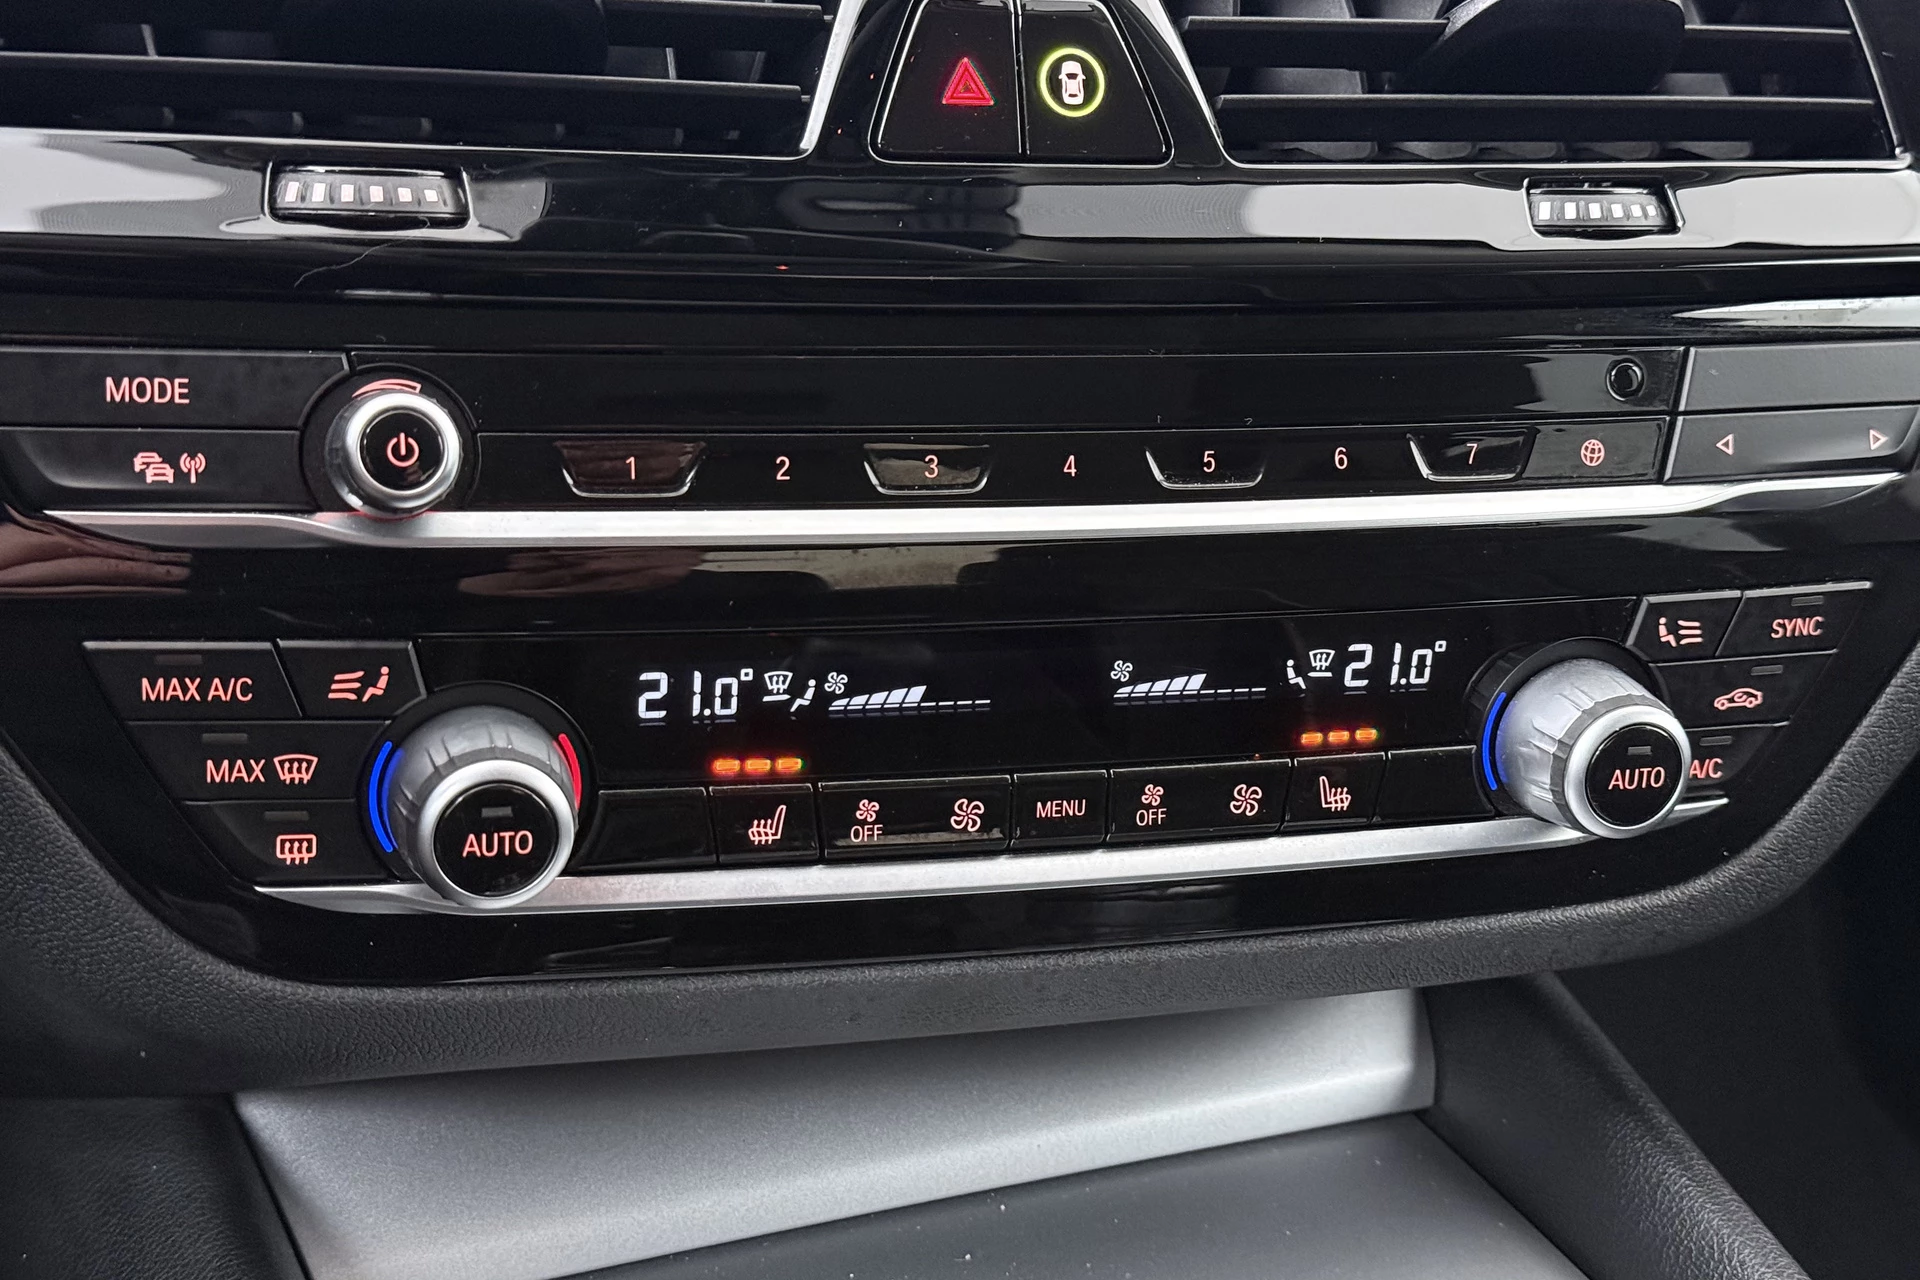 MODE
1 2 3 4 5 6 7
21.0° 21.0°
MAX A/C
SYNC
MAX
A/C
AUTO
OFF
MENU
OFF
AUTO